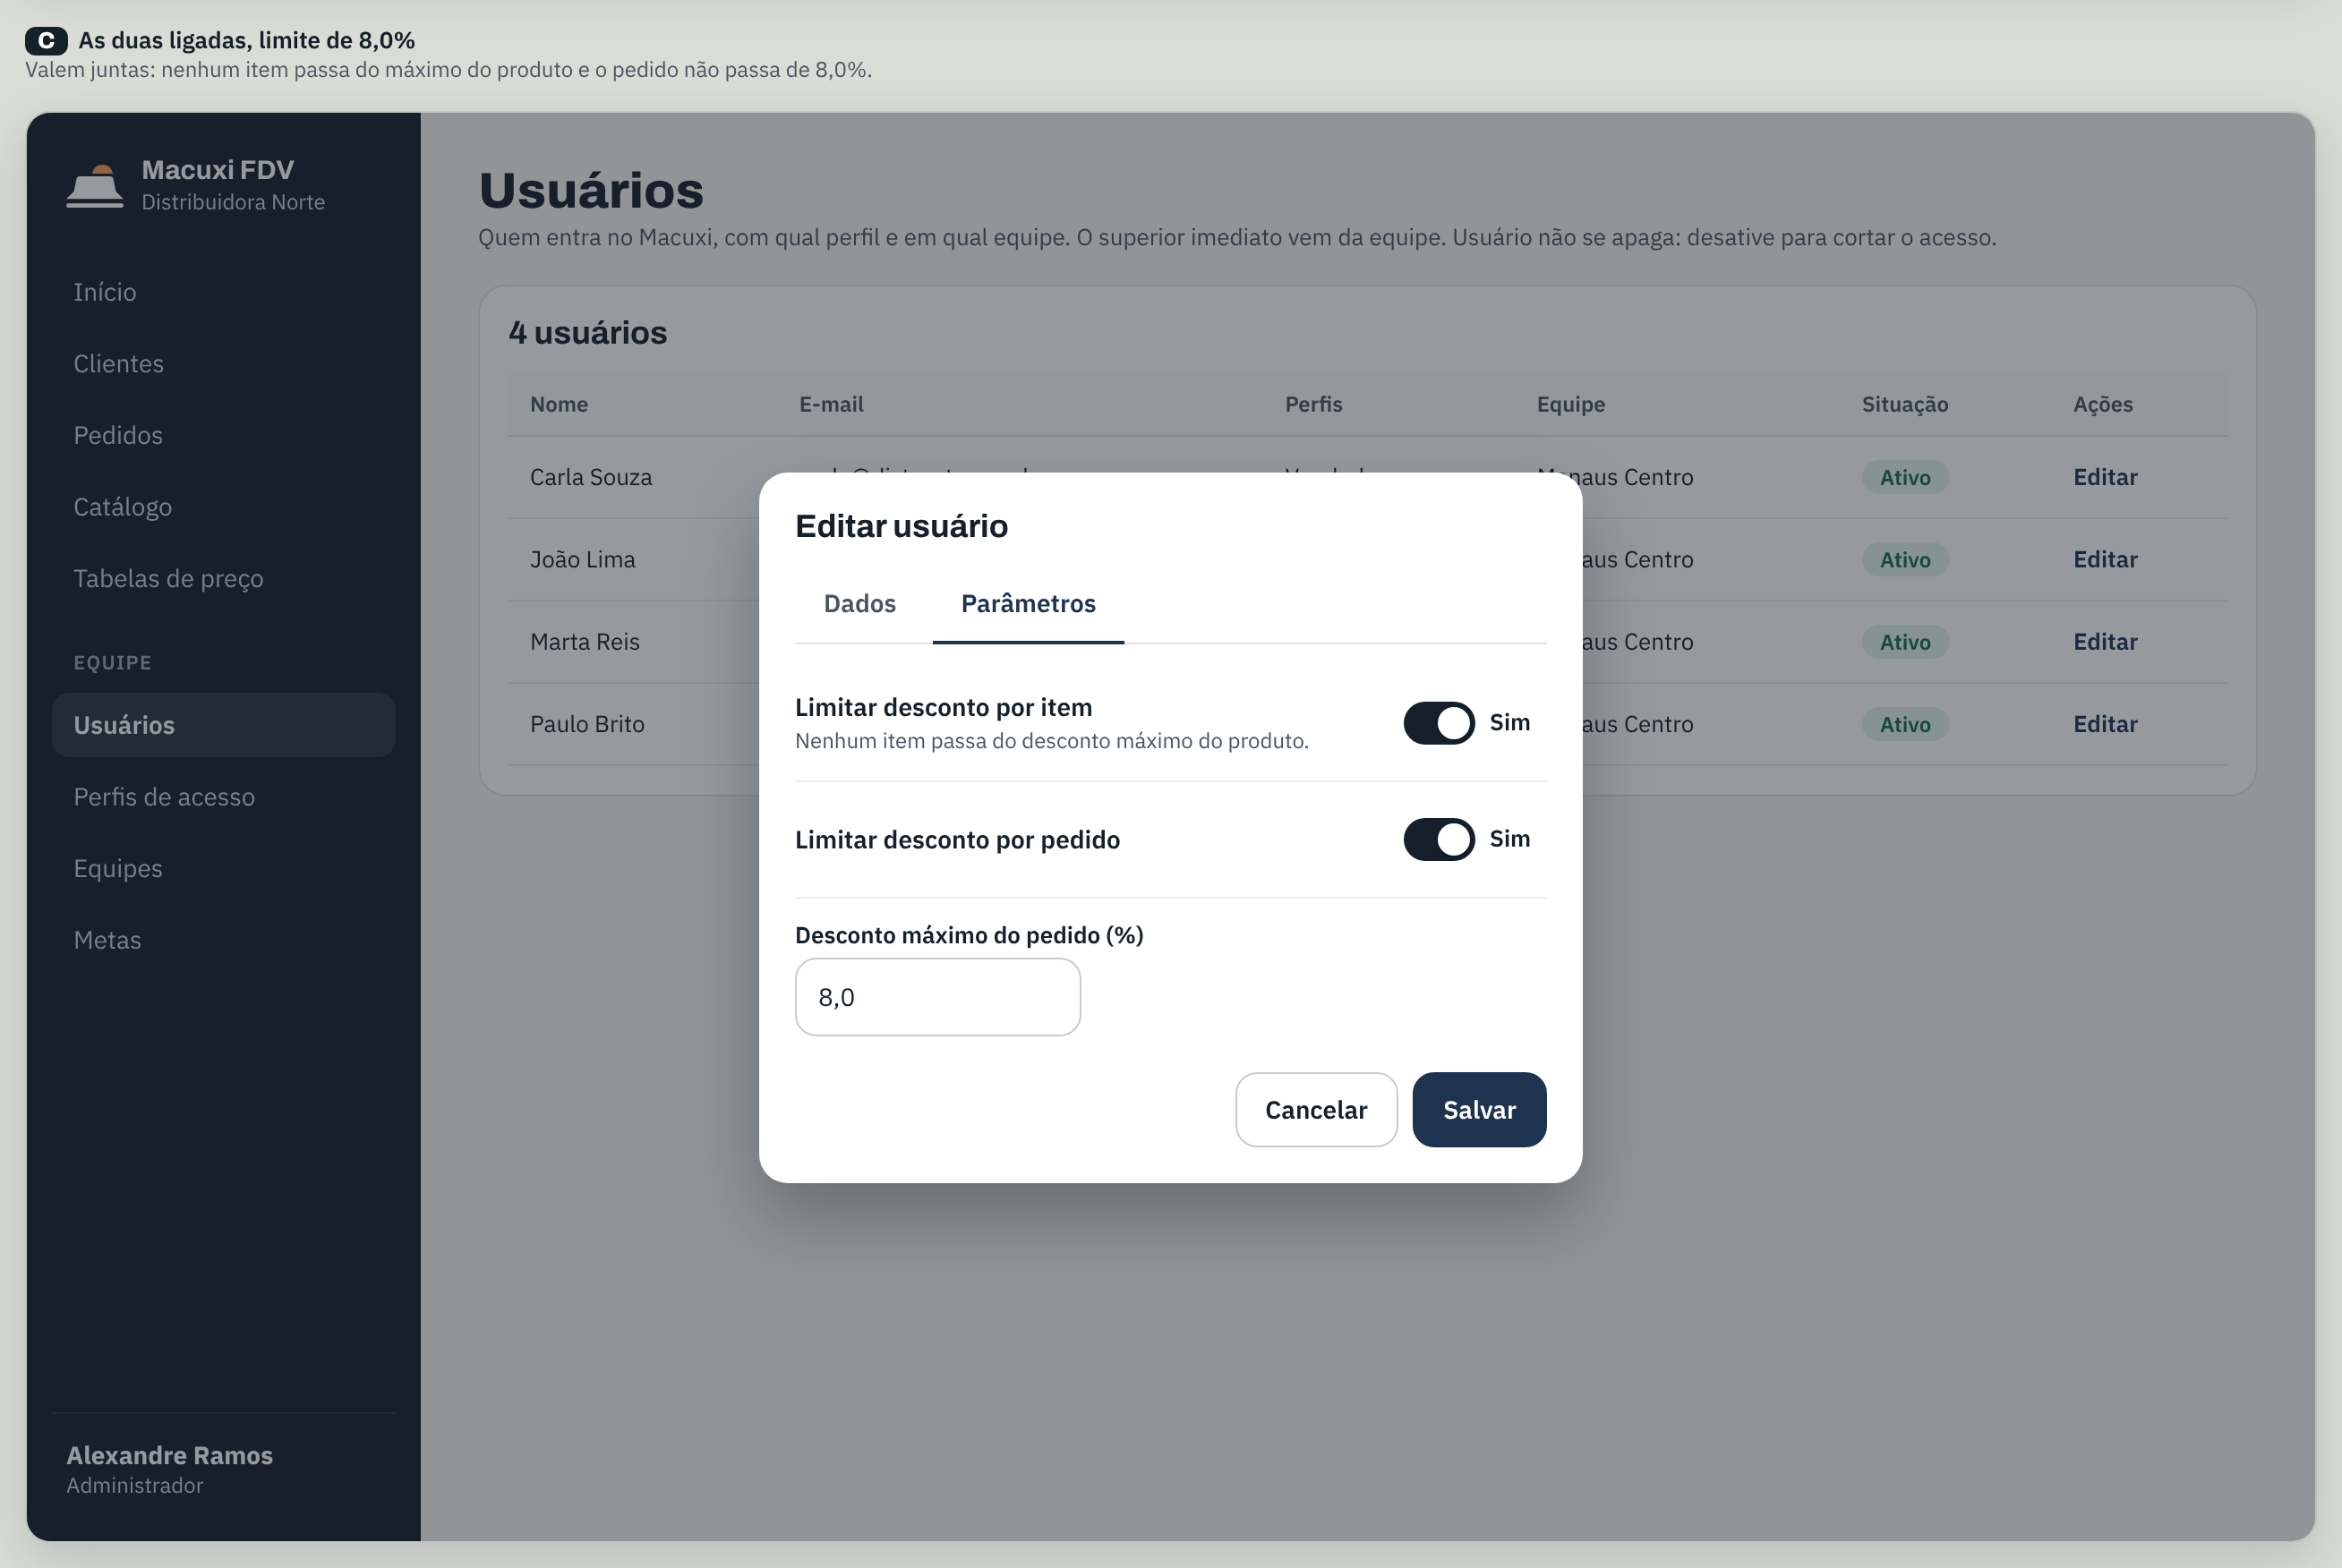 C As duas ligadas, limite de 8,0%
Valem juntas: nenhum item passa do máximo do produto e o pedido não passa de 8,0%.
Macuxi FDV
Distribuidora Norte
Início
Clientes
Pedidos
Catálogo
Tabelas de preço
EQUIPE
Usuários
Perfis de acesso
Equipes
Metas
Alexandre Ramos
Administrador
Usuários
Quem entra no Macuxi, com qual perfil e em qual equipe. O superior imediato vem da equipe. Usuário não se apaga: desative para cortar o acesso.
4 usuários
Nome E-mail Perfis Equipe Situação Ações
Carla Souza Centro Ativo Editar
João Lima Centro Ativo Editar
Marta Reis Centro Ativo Editar
Paulo Brito Centro Ativo Editar
Editar usuário
Dados Parâmetros
Limitar desconto por item
Nenhum item passa do desconto máximo do produto.
Sim
Limitar desconto por pedido
Sim
Desconto máximo do pedido (%)
8,0
Cancelar Salvar